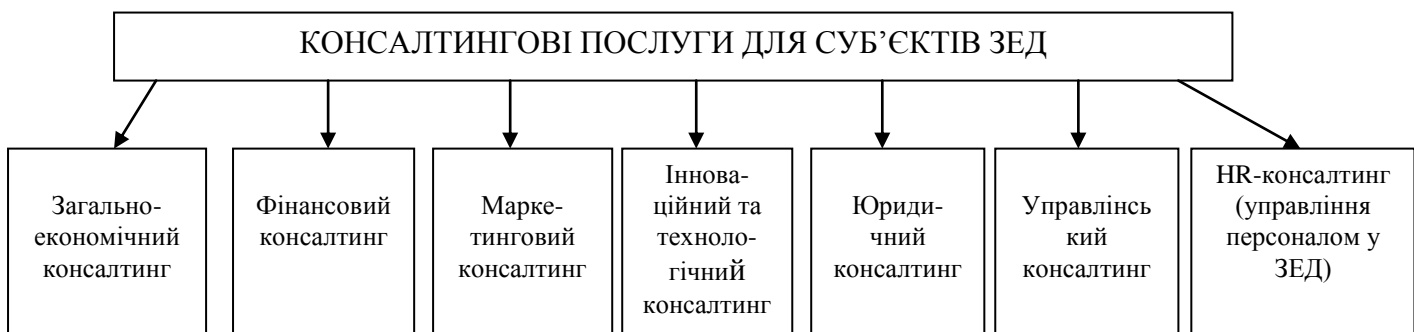 КОНСАЛТИНГОВІ ПОСЛУГИ ДЛЯ СУБ’ЄКТІВ ЗЕД
Загально-
економічний
консалтинг
Фінансовий
консалтинг
Марке-
тинговий
консалтинг
Іннова-
ційний та
техноло-
гічний
консалтинг
Юриди-
чний
консалтинг
Управлінсь
кий
консалтинг
HR-консалтинг
(управління
персоналом у
ЗЕД)